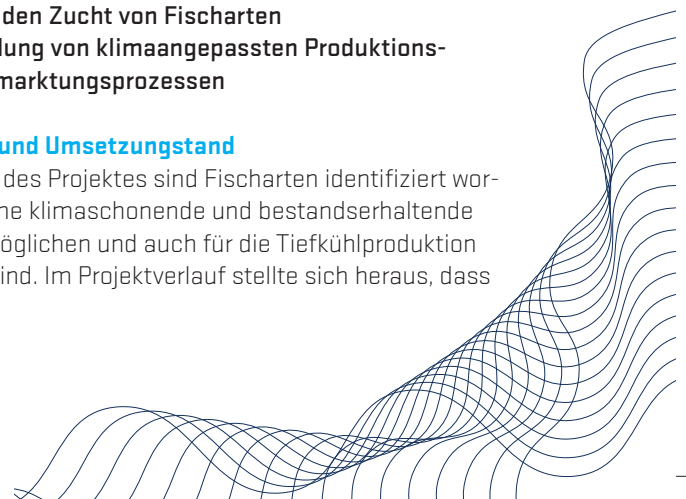 den Zucht von Fischarten
lung von klimaangepassten Produktions-
marktungsprozessen
und Umsetzungstand
des Projektes sind Fischarten identifiziert wor-
ne klimaschonende und bestandserhaltende
öglichen und auch für die Tiefkühlproduktion
ind. Im Projektverlauf stellte sich heraus, dass